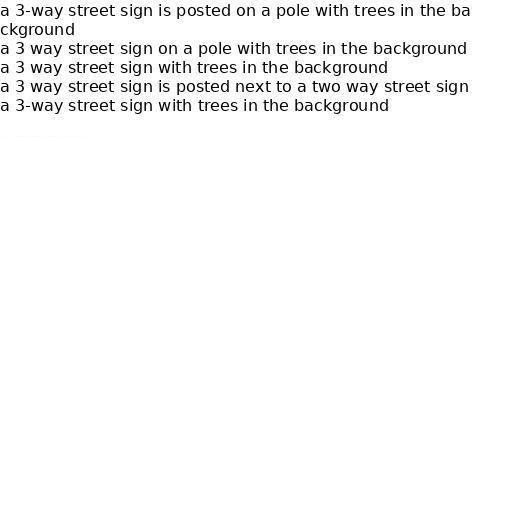 a 3-way street sign is posted on a pole with trees in the ba
ckground
a 3 way street sign on a pole with trees in the background
a 3 way street sign with trees in the background
a 3 way street sign is posted next to a two way street sign
a 3-way street sign with trees in the background